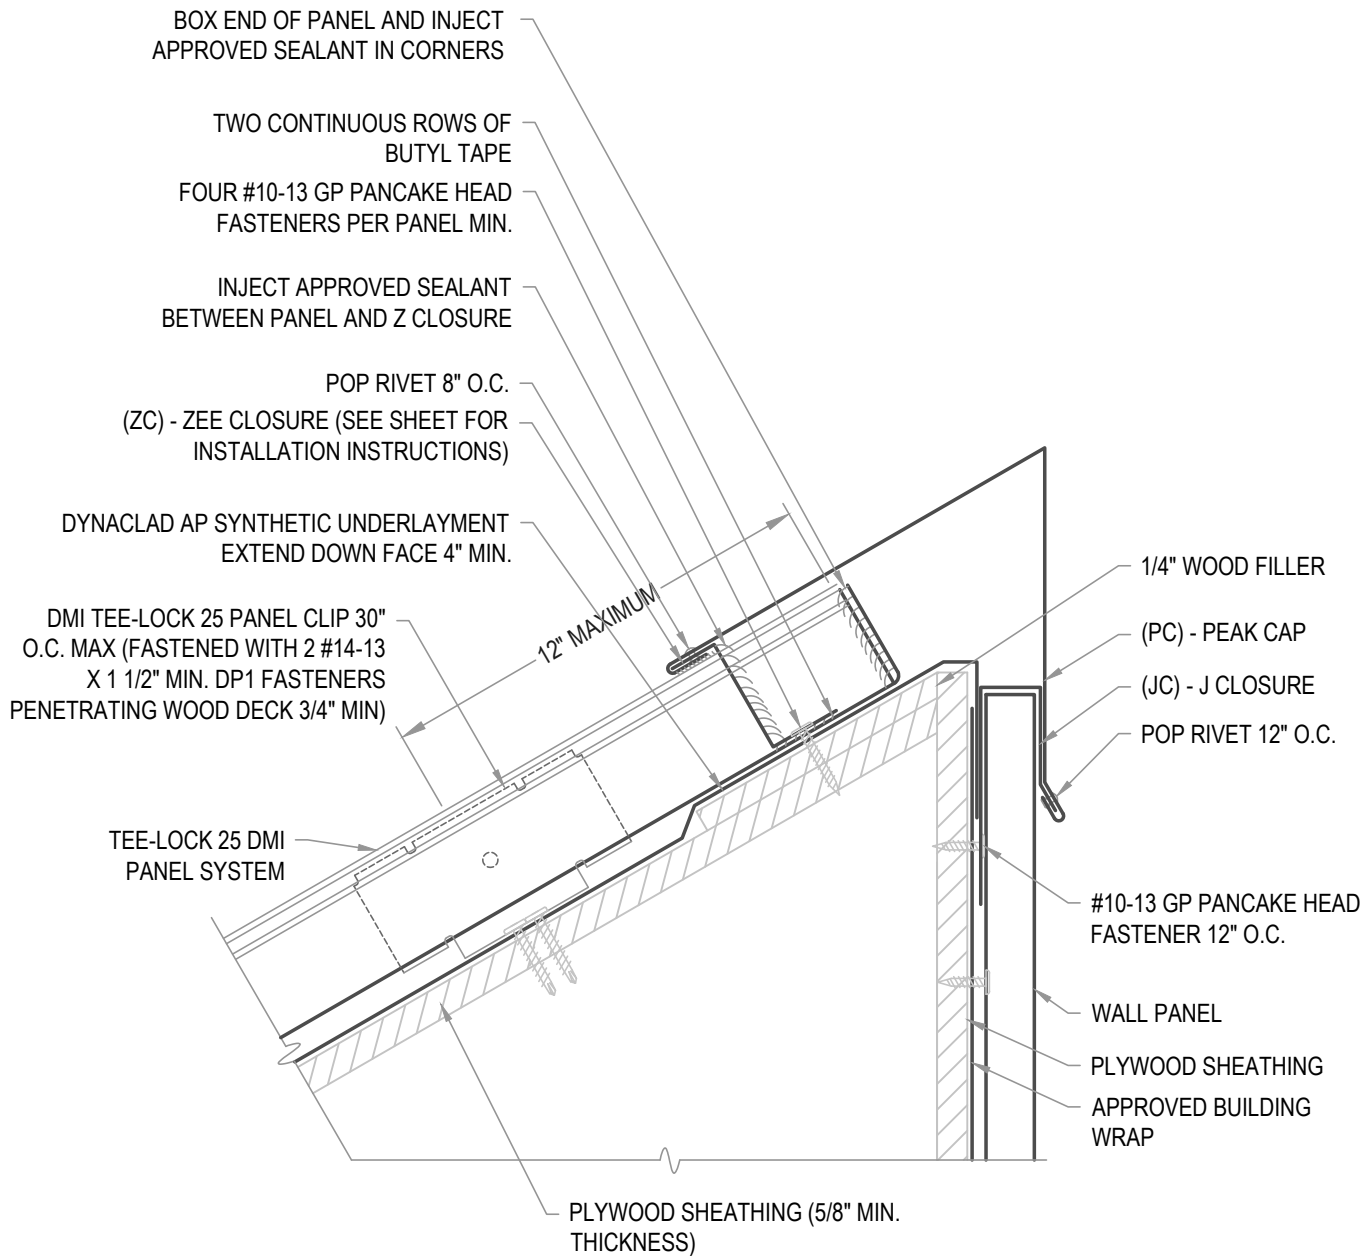 BOX END OF PANEL AND INJECT
APPROVED SEALANT IN CORNERS
TWO CONTINUOUS ROWS OF
BUTYL TAPE
FOUR #10-13 GP PANCAKE HEAD
FASTENERS PER PANEL MIN.
INJECT APPROVED SEALANT
BETWEEN PANEL AND Z CLOSURE
POP RIVET 8" O.C.
(ZC) - ZEE CLOSURE (SEE SHEET FOR
INSTALLATION INSTRUCTIONS)
DYNACLAD AP SYNTHETIC UNDERLAYMENT
EXTEND DOWN FACE 4" MIN.
DMI TEE-LOCK 25 PANEL CLIP 30"
O.C. MAX (FASTENED WITH 2 #14-13
X 1 1/2" MIN. DP1 FASTENERS
PENETRATING WOOD DECK 3/4" MIN)
TEE-LOCK 25 DMI
PANEL SYSTEM
12" MAXIMUM
1/4" WOOD FILLER
(PC) - PEAK CAP
(JC) - J CLOSURE
POP RIVET 12" O.C.
#10-13 GP PANCAKE HEAD
FASTENER 12" O.C.
WALL PANEL
PLYWOOD SHEATHING
APPROVED BUILDING
WRAP
PLYWOOD SHEATHING (5/8" MIN.
THICKNESS)